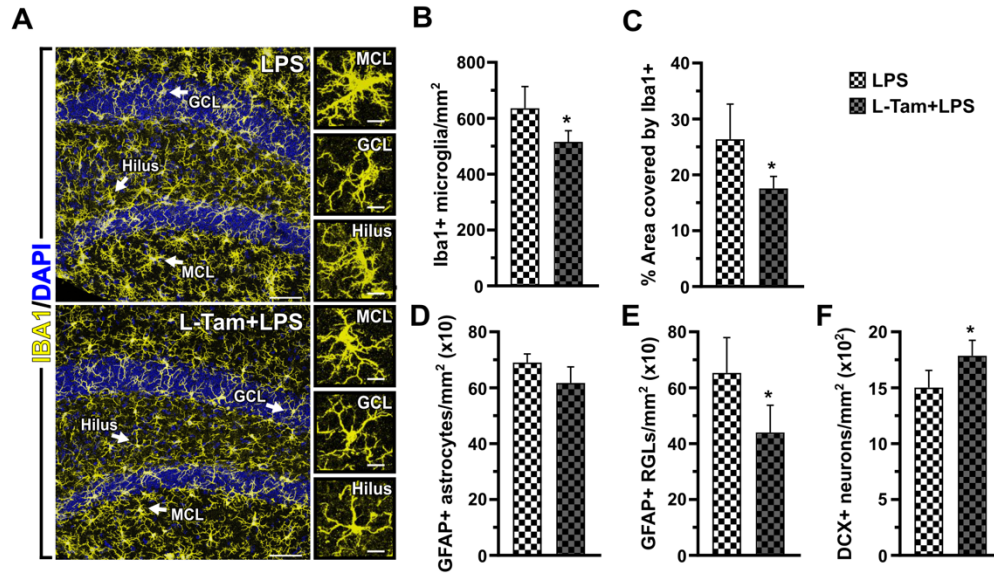 A
IBA1/DAPI
LPS
GCL
Hilus
MCL
MCL
GCL
Hilus
L-Tam+LPS
GCL
Hilus
MCL
MCL
GCL
Hilus
B
Iba1+ microglia/mm²
800
600
400
200
0
*
C
% Area covered by Iba1+
40
30
20
10
0
*
LPS
L-Tam+LPS
D
GFAP+ astrocytes/mm² (x10)
80
60
40
20
0
E
GFAP+ RGLs/mm² (x10)
80
60
40
20
0
*
F
DCX+ neurons/mm² (x10²)
20
15
10
5
0
*